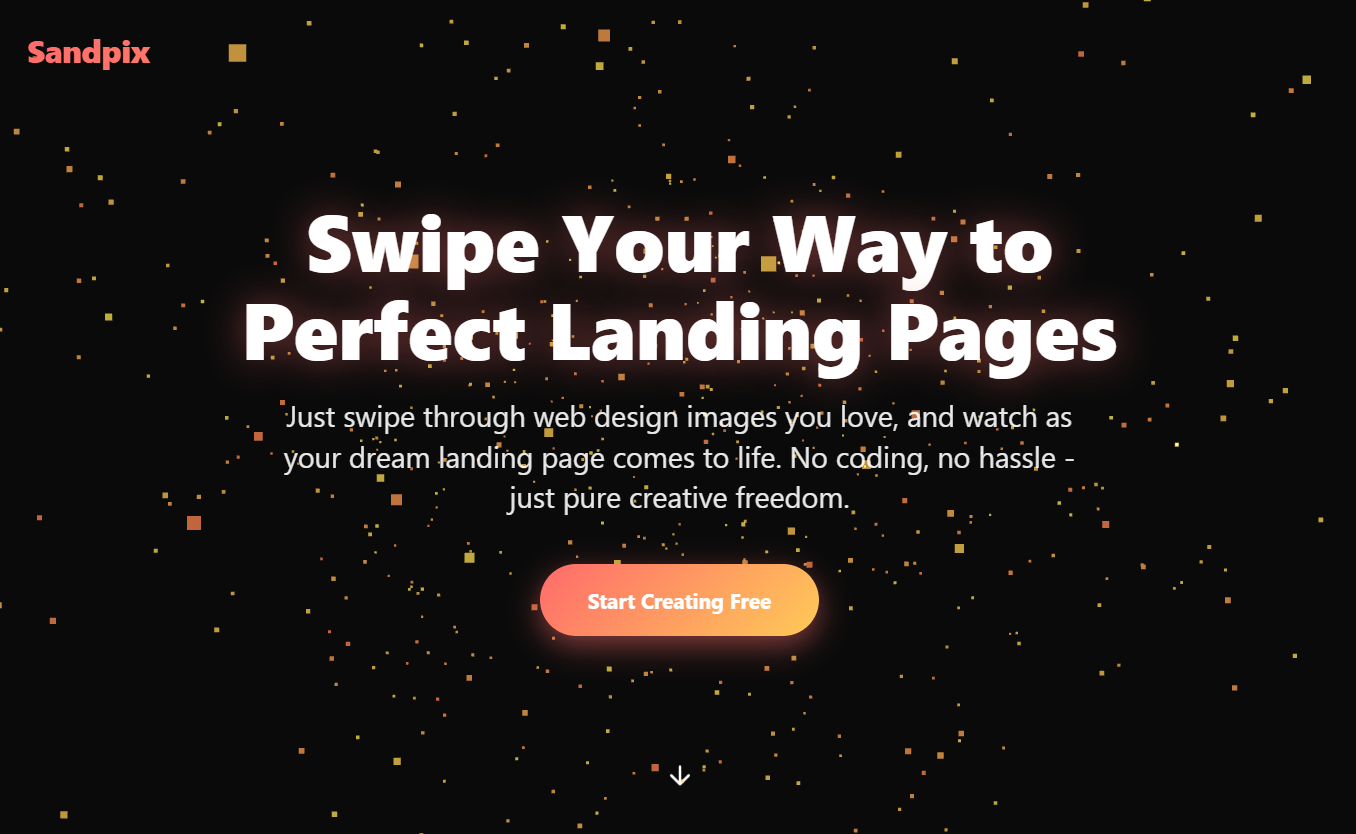 Sandpix
Swipe Your Way to
Perfect Landing Pages
Just swipe through web design images you love, and watch as
your dream landing page comes to life. No coding, no hassle -
just pure creative freedom.
Start Creating Free